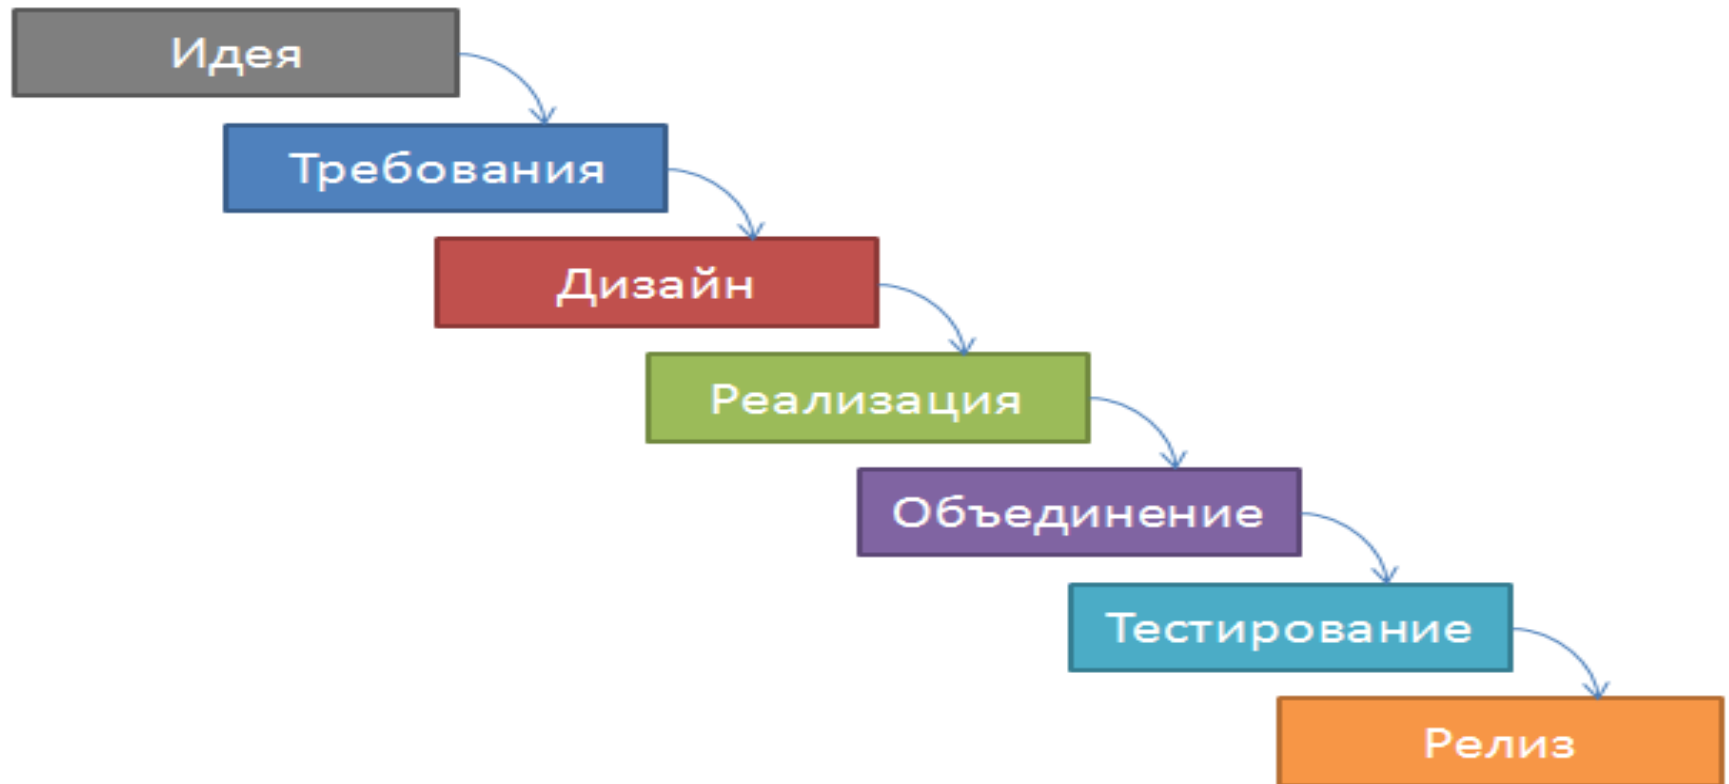 Идея
Требования
Дизайн
Реализация
Объединение
Тестирование
Релиз